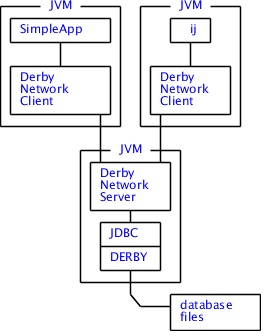 JVM
SimpleApp
Derby
Network
Client
JVM
ij
Derby
Network
Client
JVM
Derby
Network
Server
JDBC
DERBY
database
files